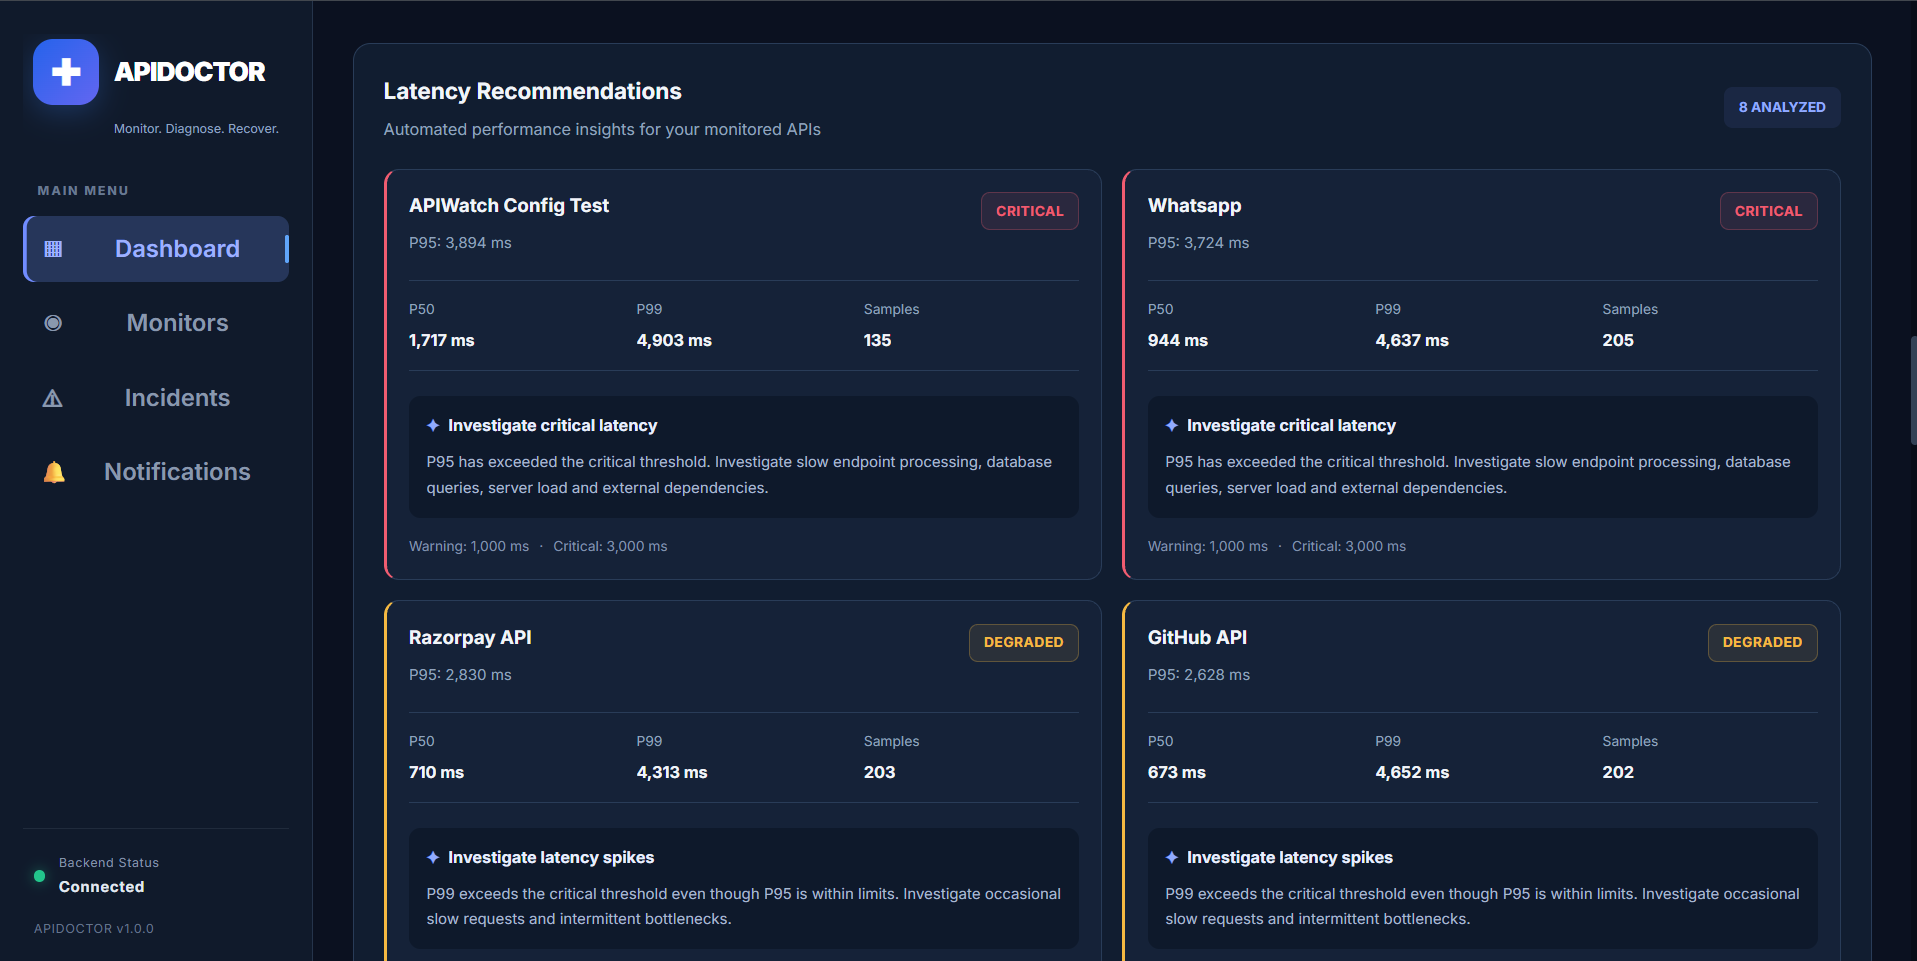 APIDOCTOR
Monitor. Diagnose. Recover.
MAIN MENU
Dashboard
Monitors
Incidents
Notifications
Backend Status
Connected
APIDOCTOR v1.0.0
Latency Recommendations
Automated performance insights for your monitored APIs
8 ANALYZED
APIWatch Config Test
CRITICAL
P95: 3,894 ms
P50 P99 Samples
1,717 ms 4,903 ms 135
Investigate critical latency
P95 has exceeded the critical threshold. Investigate slow endpoint processing, database
queries, server load and external dependencies.
Warning: 1,000 ms · Critical: 3,000 ms
Whatsapp
CRITICAL
P95: 3,724 ms
P50 P99 Samples
944 ms 4,637 ms 205
Investigate critical latency
P95 has exceeded the critical threshold. Investigate slow endpoint processing, database
queries, server load and external dependencies.
Warning: 1,000 ms · Critical: 3,000 ms
Razorpay API
DEGRADED
P95: 2,830 ms
P50 P99 Samples
710 ms 4,313 ms 203
Investigate latency spikes
P99 exceeds the critical threshold even though P95 is within limits. Investigate occasional
slow requests and intermittent bottlenecks.
GitHub API
DEGRADED
P95: 2,628 ms
P50 P99 Samples
673 ms 4,652 ms 202
Investigate latency spikes
P99 exceeds the critical threshold even though P95 is within limits. Investigate occasional
slow requests and intermittent bottlenecks.